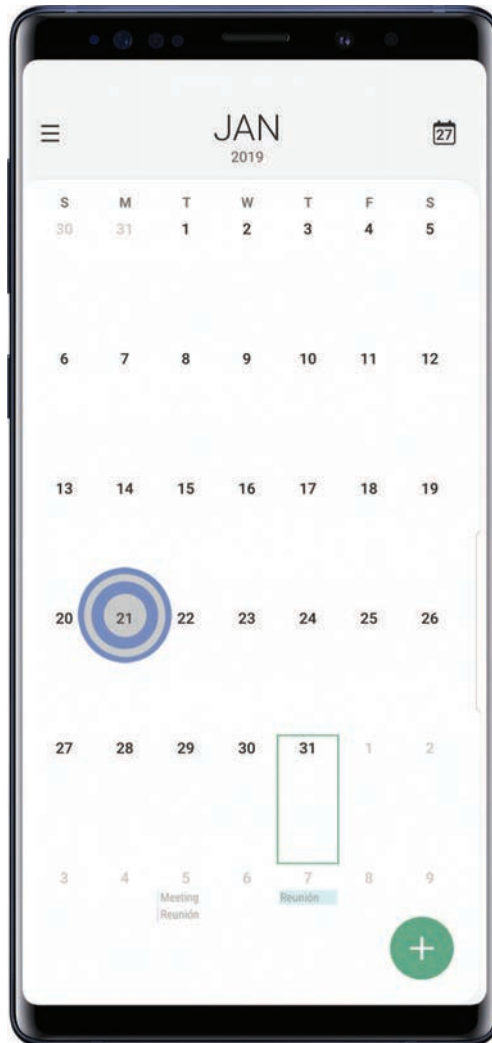 JAN
2019
27
S M T W T F S
30 31 1 2 3 4 5
6 7 8 9 10 11 12
13 14 15 16 17 18 19
20 21 22 23 24 25 26
27 28 29 30 31 1 2
3 4 5 6 7 8 9
Meeting Reunión
Reunión